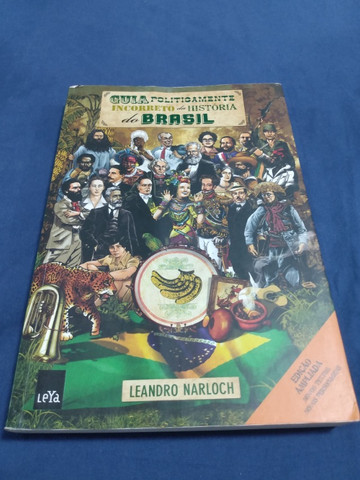 GUIA POLITICAMENTE
INCORRETO da HISTÓRIA
do BRASIL
LEANDRO NARLOCH
LeYa
EDIÇÃO
AMPLIADA